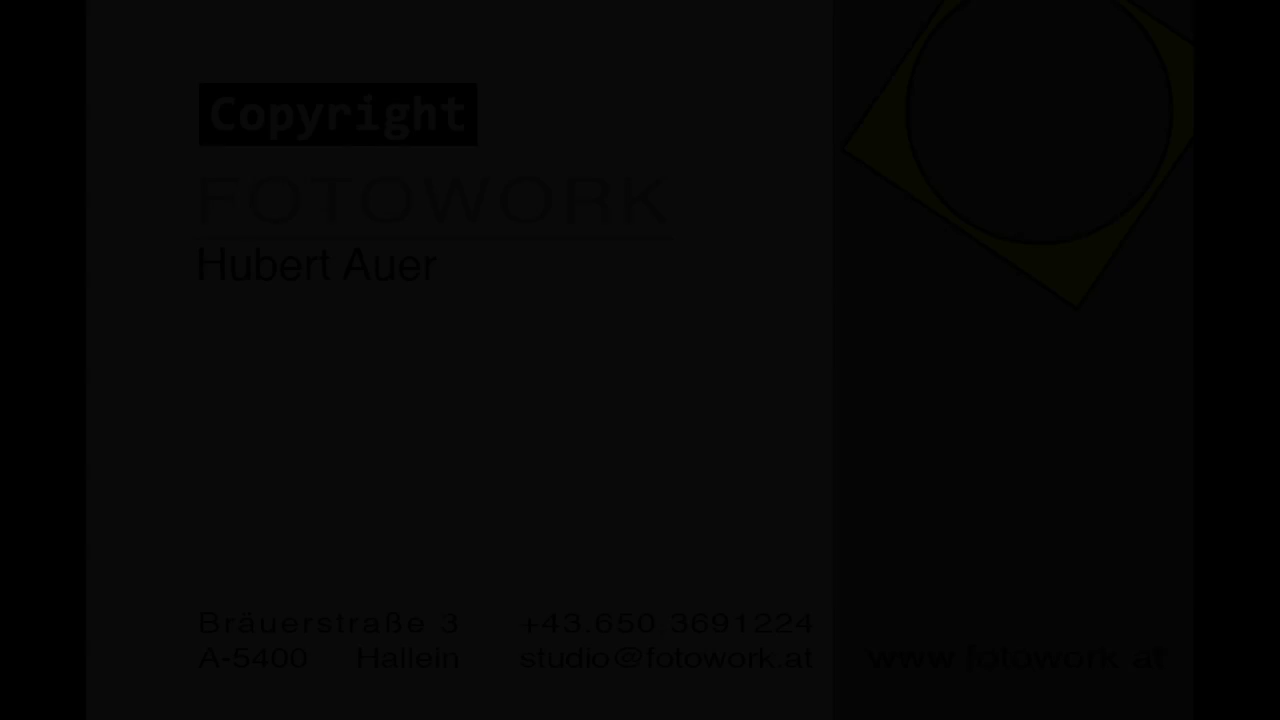 Copyright
FOTOWORK
Hubert Auer
Bräuerstraße 3
A-5400 Hallein
+43.650.3691224
studio@fotowork.at
www.fotowork.at